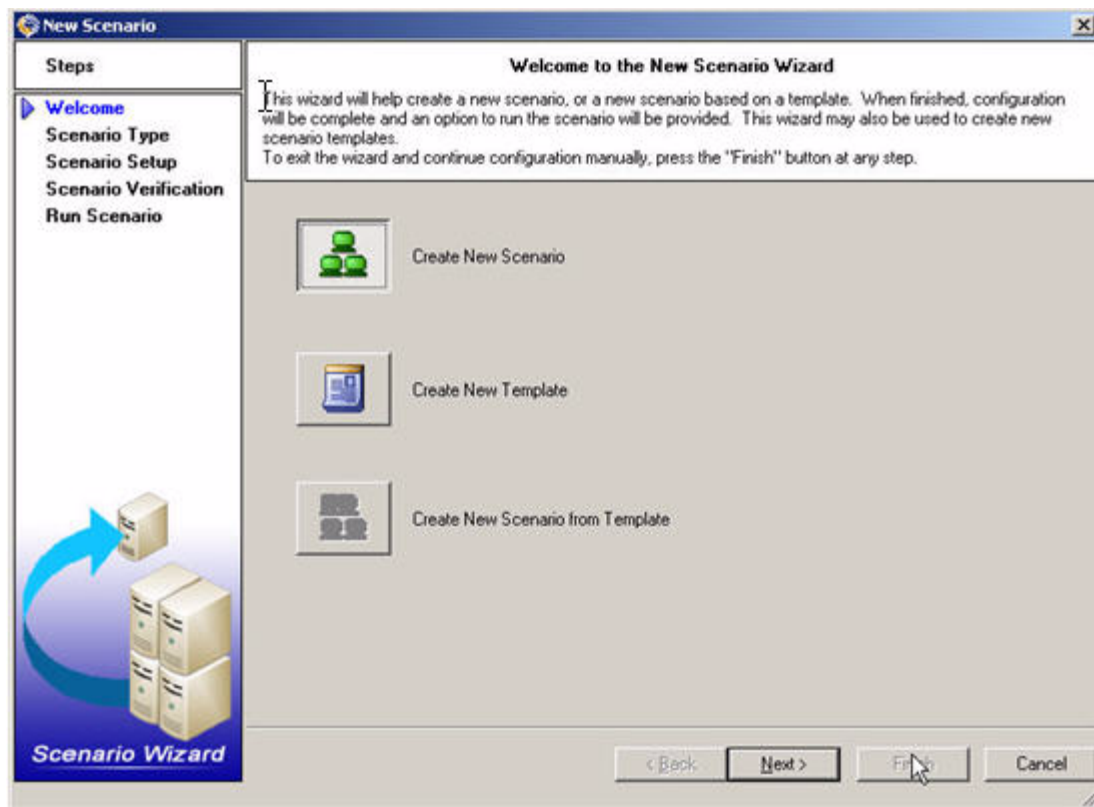 New Scenario
Steps
Welcome
Scenario Type
Scenario Setup
Scenario Verification
Run Scenario
Welcome to the New Scenario Wizard
This wizard will help create a new scenario, or a new scenario based on a template. When finished, configuration
will be complete and an option to run the scenario will be provided. This wizard may also be used to create new
scenario templates.
To exit the wizard and continue configuration manually, press the "Finish" button at any step.
Create New Scenario
Create New Template
Create New Scenario from Template
Scenario Wizard
< Back
Next >
Finish
Cancel